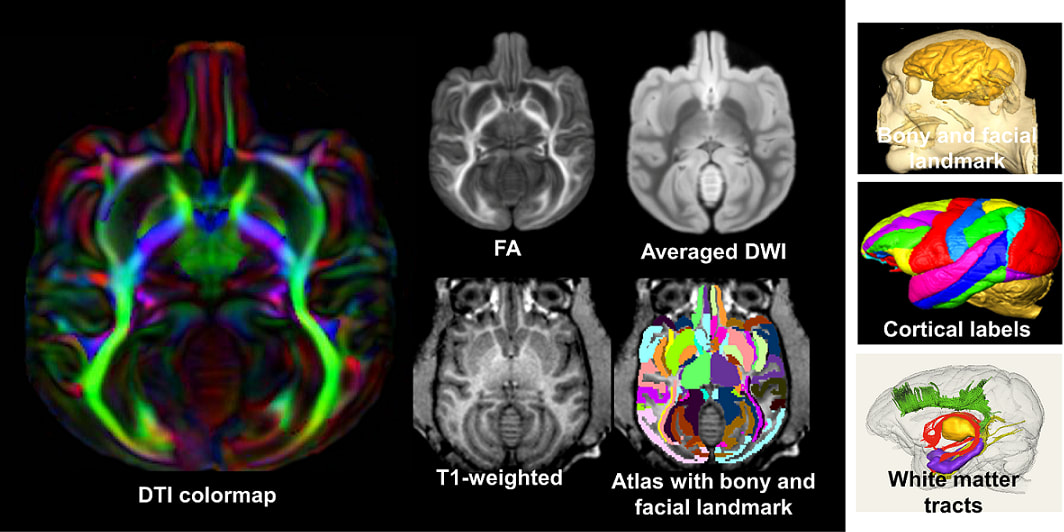 DTI colormap
FA
Averaged DWI
T1-weighted
Atlas with bony and
facial landmark
Bony and facial
landmark
Cortical labels
White matter
tracts